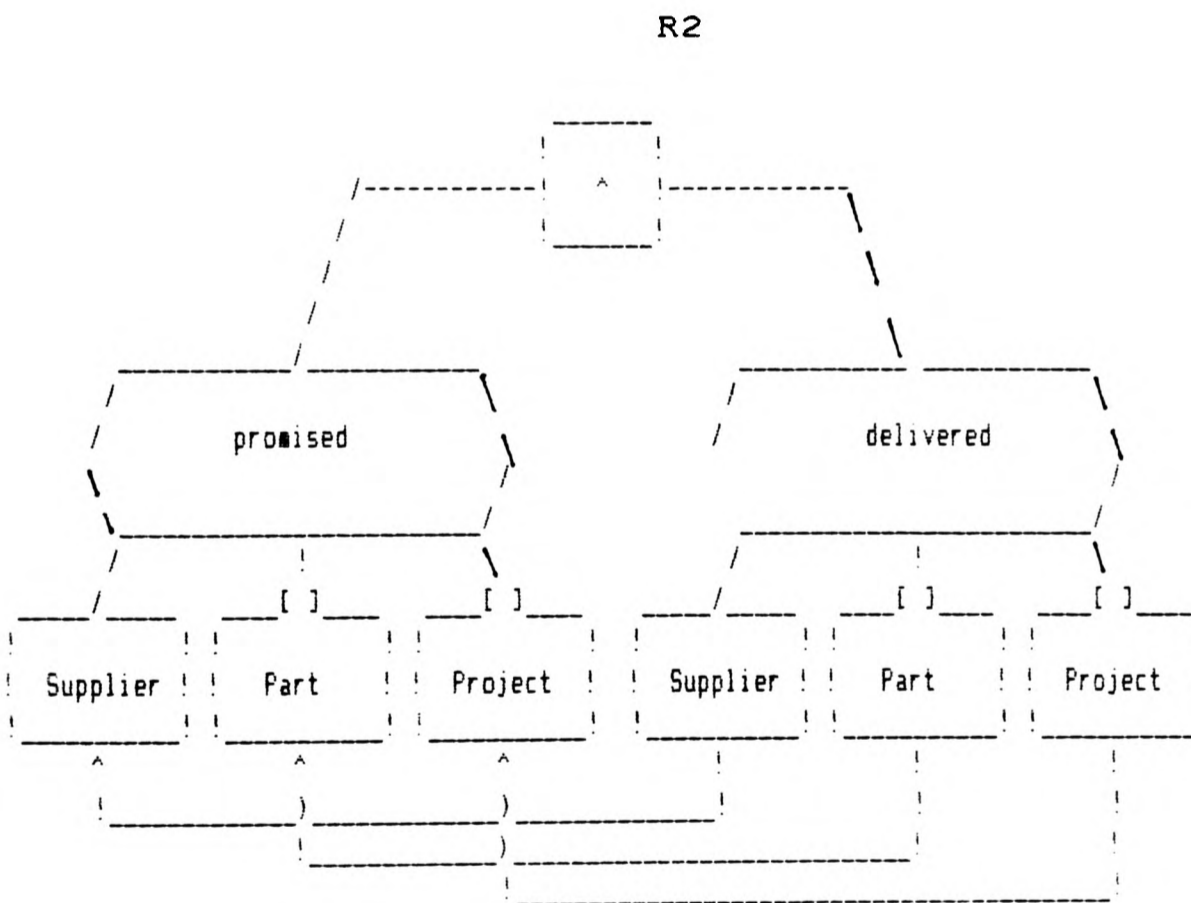 R2
^
promised delivered
[ ] [ ] [ ] [ ]
Supplier Part Project Supplier Part Project
^ ^ ^
) )
)